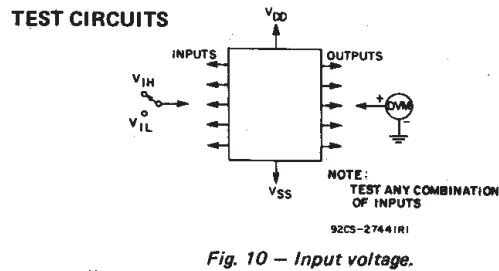 TEST CIRCUITS
VDD
INPUTS
OUTPUTS
VIH
VIL
+
DVM
-
VSS
NOTE:
TEST ANY COMBINATION
OF INPUTS
92CS-27441R1
Fig. 10 — Input voltage.